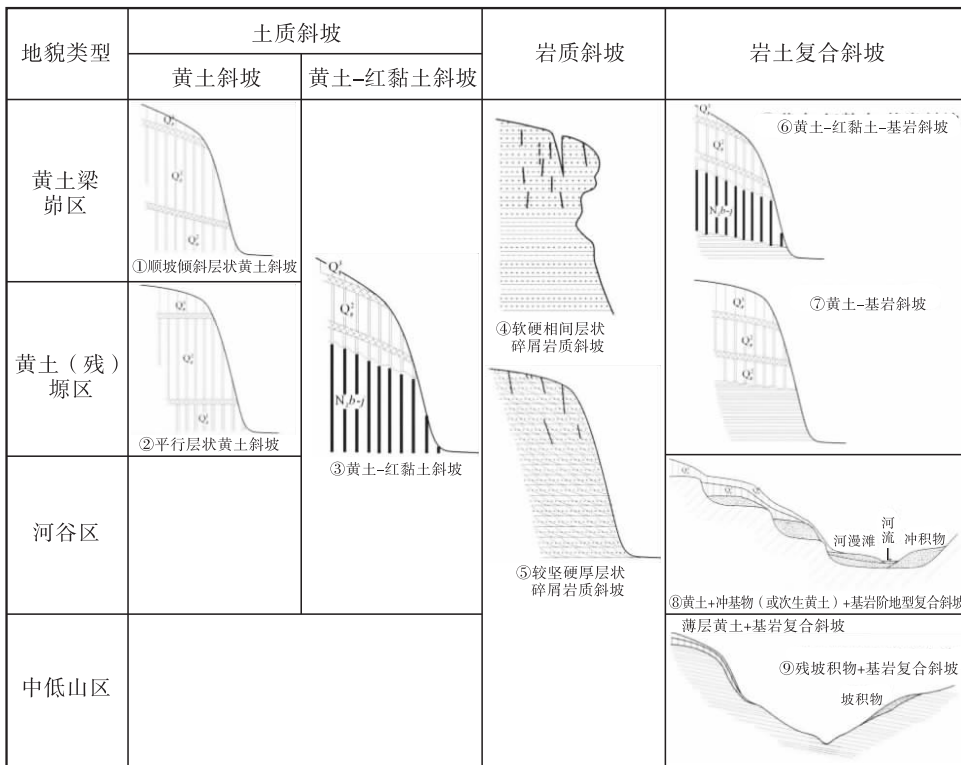 地貌类型
土质斜坡
岩质斜坡
岩土复合斜坡
黄土斜坡
黄土-红黏土斜坡
黄土梁
峁区
①顺坡倾斜层状黄土斜坡
⑥黄土-红黏土-基岩斜坡
黄土（残）
塬区
②平行层状黄土斜坡
③黄土-红黏土斜坡
④软硬相间层状
碎屑岩质斜坡
⑦黄土-基岩斜坡
河谷区
⑤较坚硬厚层状
碎屑岩质斜坡
河漫滩
河
流
冲积物
⑧黄土+冲基物（或次生黄土）+基岩阶地型复合斜坡
中低山区
薄层黄土+基岩复合斜坡
⑨残坡积物+基岩复合斜坡
坡积物